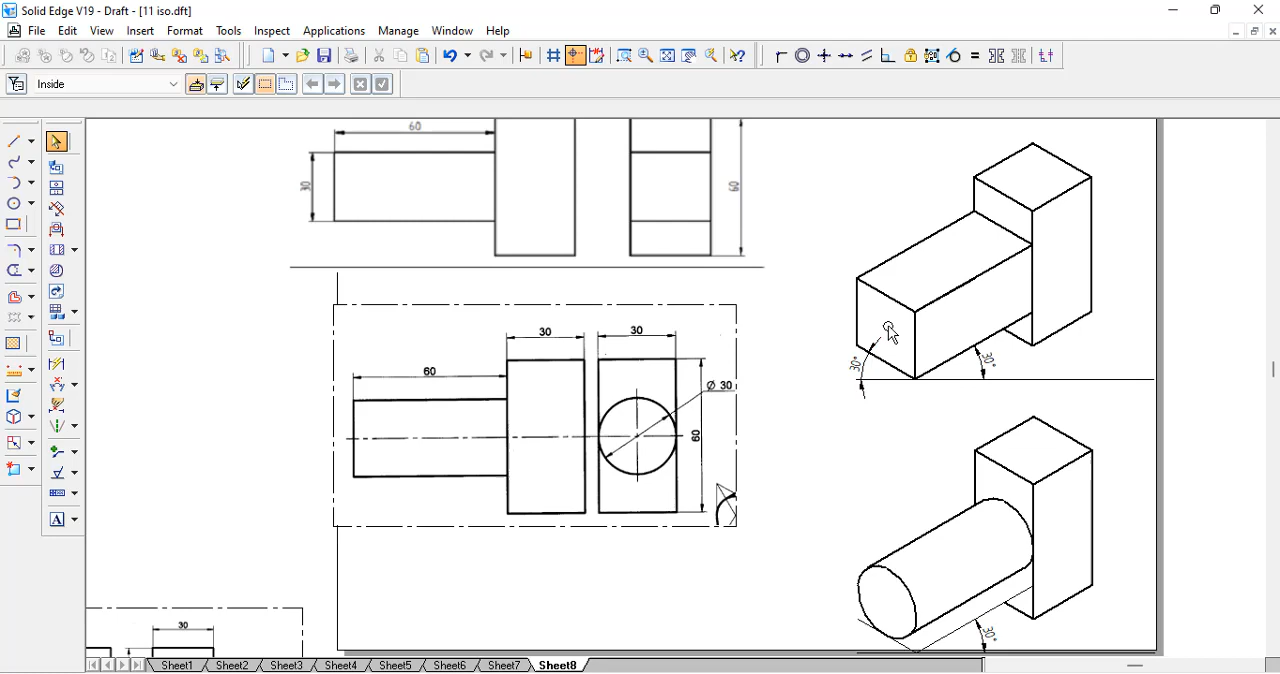 Solid Edge V19 - Draft - [11 iso.dft]
File Edit View Insert Format Tools Inspect Applications Manage Window Help
Inside
60
30
60
30°
30°
30
30
60
Ø 30
60
30°
30
Sheet1 Sheet2 Sheet3 Sheet4 Sheet5 Sheet6 Sheet7 Sheet8